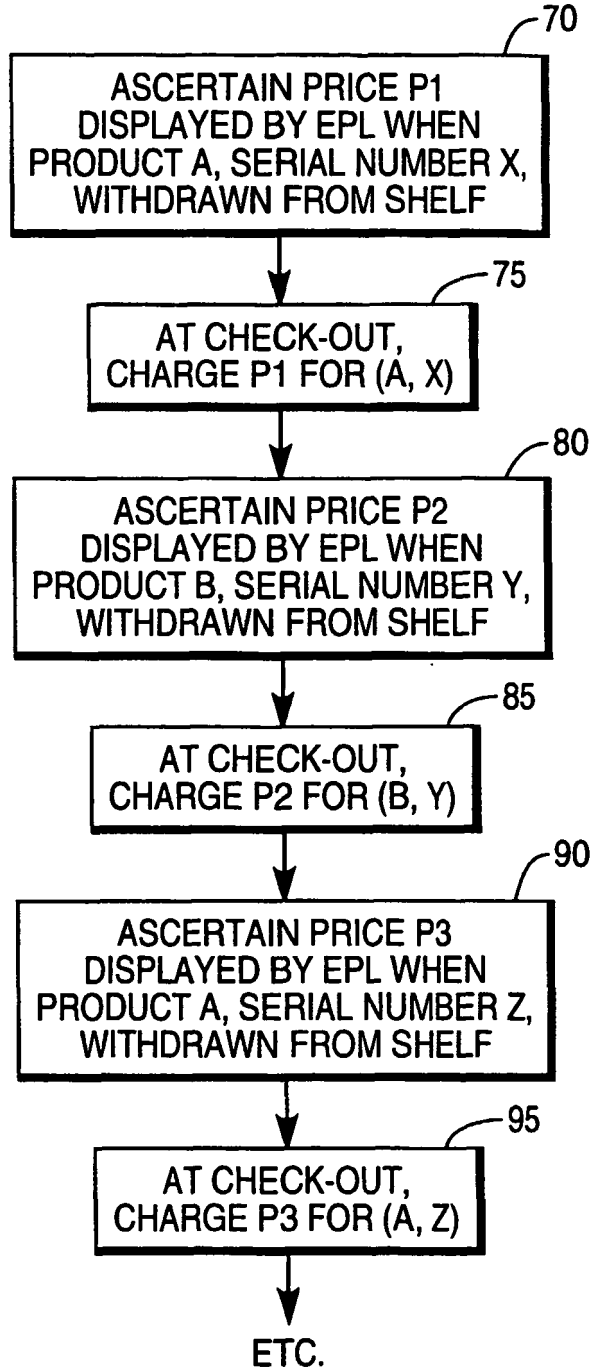 70
ASCERTAIN PRICE P1
DISPLAYED BY EPL WHEN
PRODUCT A, SERIAL NUMBER X,
WITHDRAWN FROM SHELF
75
AT CHECK-OUT,
CHARGE P1 FOR (A, X)
80
ASCERTAIN PRICE P2
DISPLAYED BY EPL WHEN
PRODUCT B, SERIAL NUMBER Y,
WITHDRAWN FROM SHELF
85
AT CHECK-OUT,
CHARGE P2 FOR (B, Y)
90
ASCERTAIN PRICE P3
DISPLAYED BY EPL WHEN
PRODUCT A, SERIAL NUMBER Z,
WITHDRAWN FROM SHELF
95
AT CHECK-OUT,
CHARGE P3 FOR (A, Z)
ETC.